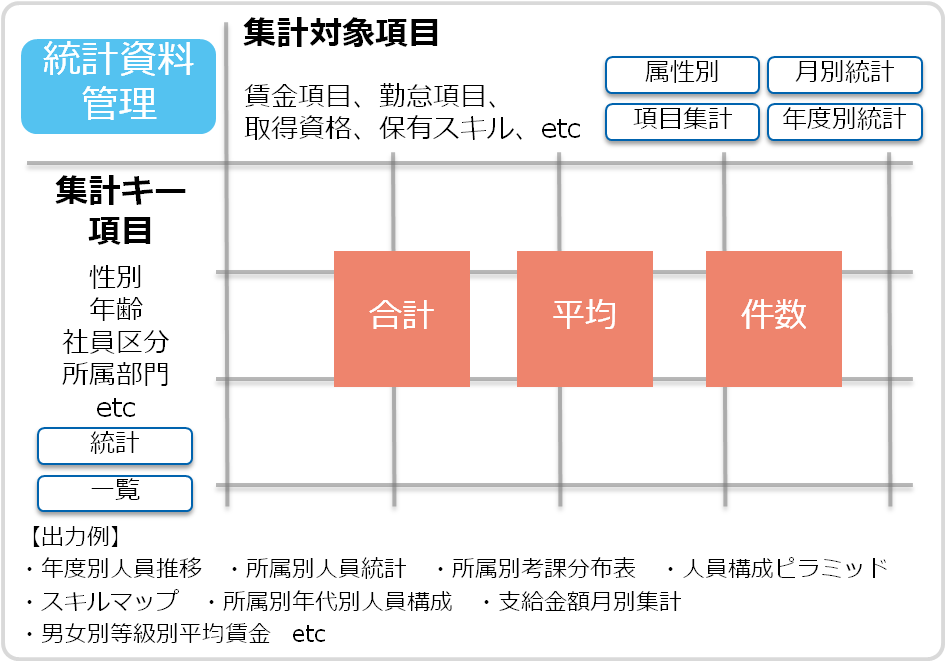 統計資料
管理
集計対象項目
賃金項目、勤怠項目、
取得資格、保有スキル、etc
属性別
月別統計
項目集計
年度別統計
集計キー
項目
性別
年齢
社員区分
所属部門
etc
統計
一覧
合計
平均
件数
【出力例】
・年度別人員推移　・所属別人員統計　・所属別考課分布表　・人員構成ピラミッド
・スキルマップ　・所属別年代別人員構成　・支給金額月別集計
・男女別等級別平均賃金　etc